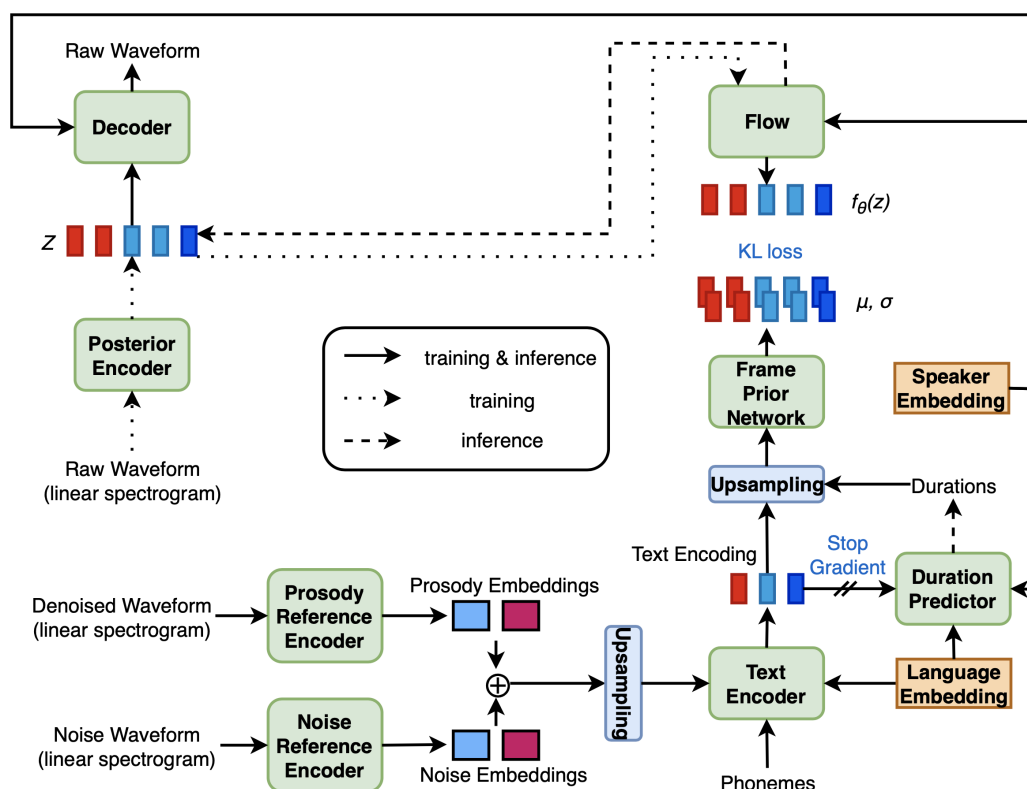 Raw Waveform
Decoder
Flow
Z
fθ(z)
KL loss
μ, σ
Posterior
Encoder
Raw Waveform
(linear spectrogram)
training & inference
training
inference
Frame
Prior
Network
Speaker
Embedding
Upsampling
Durations
Text Encoding
Stop
Gradient
Duration
Predictor
Denoised Waveform
(linear spectrogram)
Prosody
Reference
Encoder
Prosody Embeddings
Upsampling
Text
Encoder
Language
Embedding
Noise Waveform
(linear spectrogram)
Noise
Reference
Encoder
Noise Embeddings
Phonemes